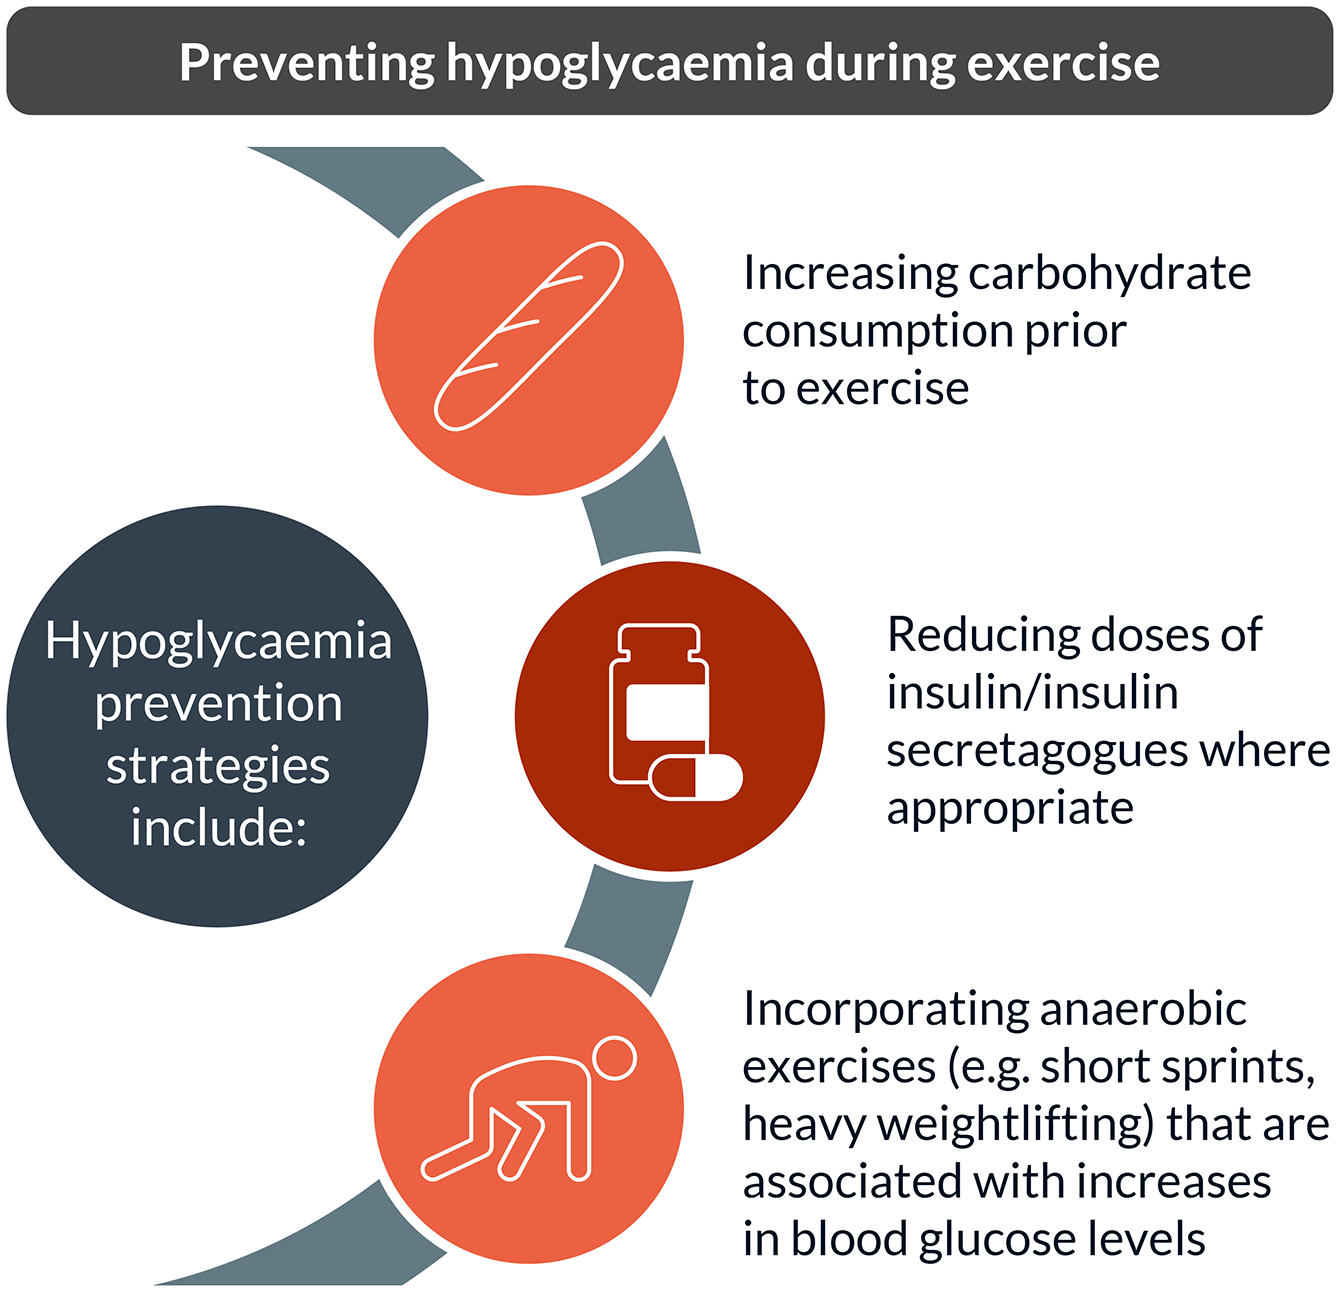 Preventing hypoglycaemia during exercise
Increasing carbohydrate
consumption prior
to exercise
Hypoglycaemia
prevention
strategies
include:
Reducing doses of
insulin/insulin
secretagogues where
appropriate
Incorporating anaerobic
exercises (e.g. short sprints,
heavy weightlifting) that are
associated with increases
in blood glucose levels